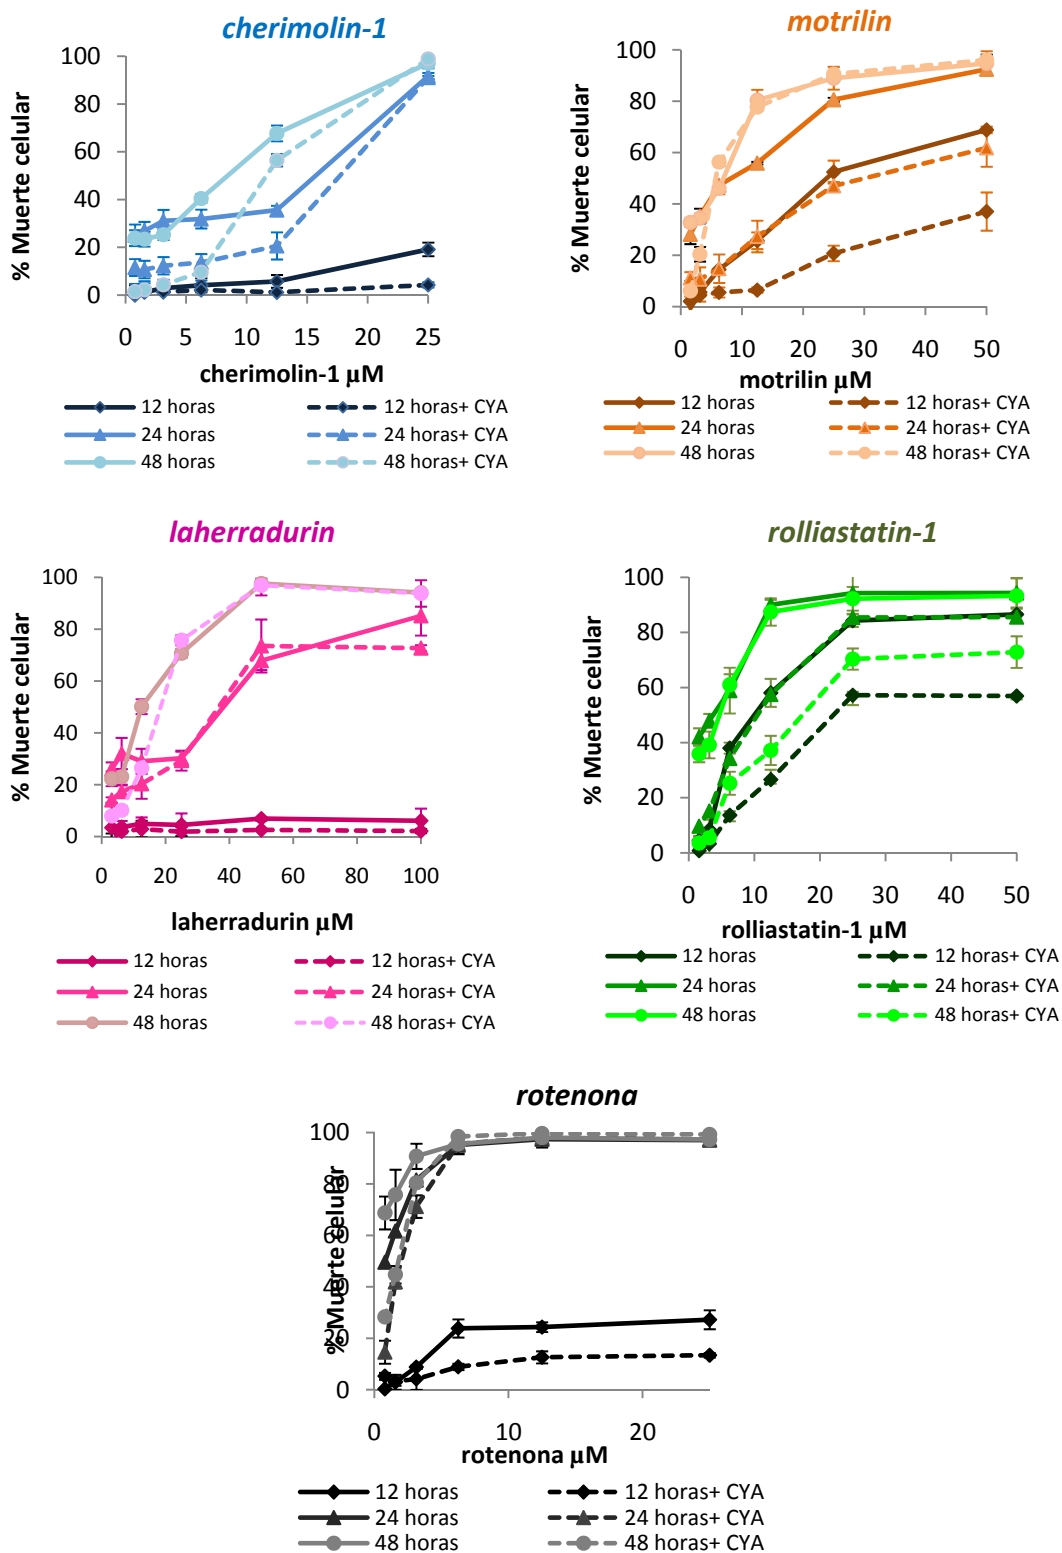 cherimolin-1
% Muerte celular
100
80
60
40
20
0
0 5 10 15 20 25
cherimolin-1 µM
12 horas 12 horas+ CYA
24 horas 24 horas+ CYA
48 horas 48 horas+ CYA
motrilin
% Muerte celular
100
80
60
40
20
0
0 10 20 30 40 50
motrilin µM
12 horas 12 horas+ CYA
24 horas 24 horas+ CYA
48 horas 48 horas+ CYA
laherradurin
% Muerte celular
100
80
60
40
20
0
0 20 40 60 80 100
laherradurin µM
12 horas 12 horas+ CYA
24 horas 24 horas+ CYA
48 horas 48 horas+ CYA
rolliastatin-1
% Muerte celular
100
80
60
40
20
0
0 10 20 30 40 50
rolliastatin-1 µM
12 horas 12 horas+ CYA
24 horas 24 horas+ CYA
48 horas 48 horas+ CYA
rotenona
% Muerte celular
100
80
60
40
20
0
0 10 20
rotenona µM
12 horas 12 horas+ CYA
24 horas 24 horas+ CYA
48 horas 48 horas+ CYA